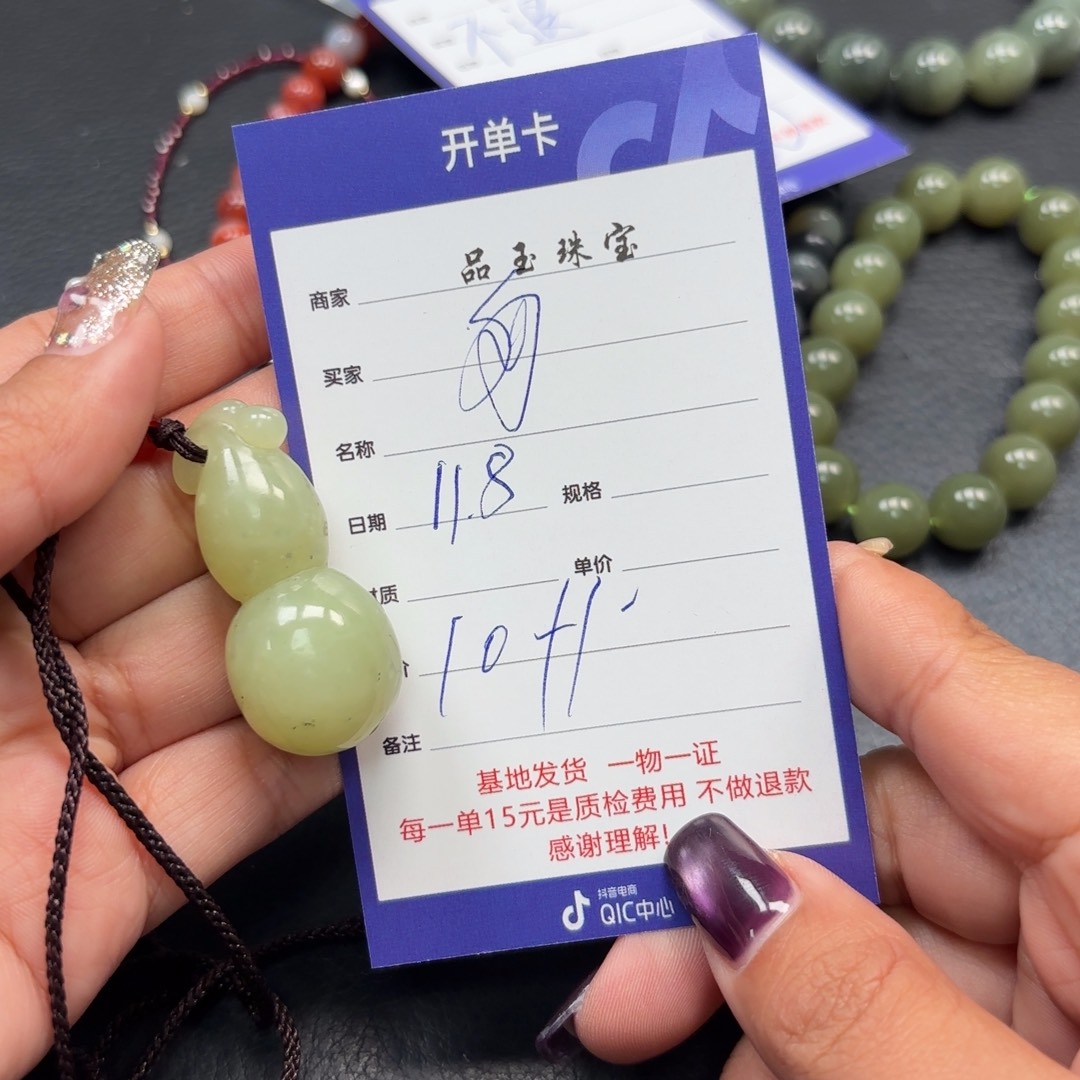 开单卡
品玉珠宝
商家
买家
名称
日期 11.8 规格
质 单价
价
备注
基地发货 一物一证
每一单15元是质检费用 不做退款
感谢理解!
抖音电商
QIC中心